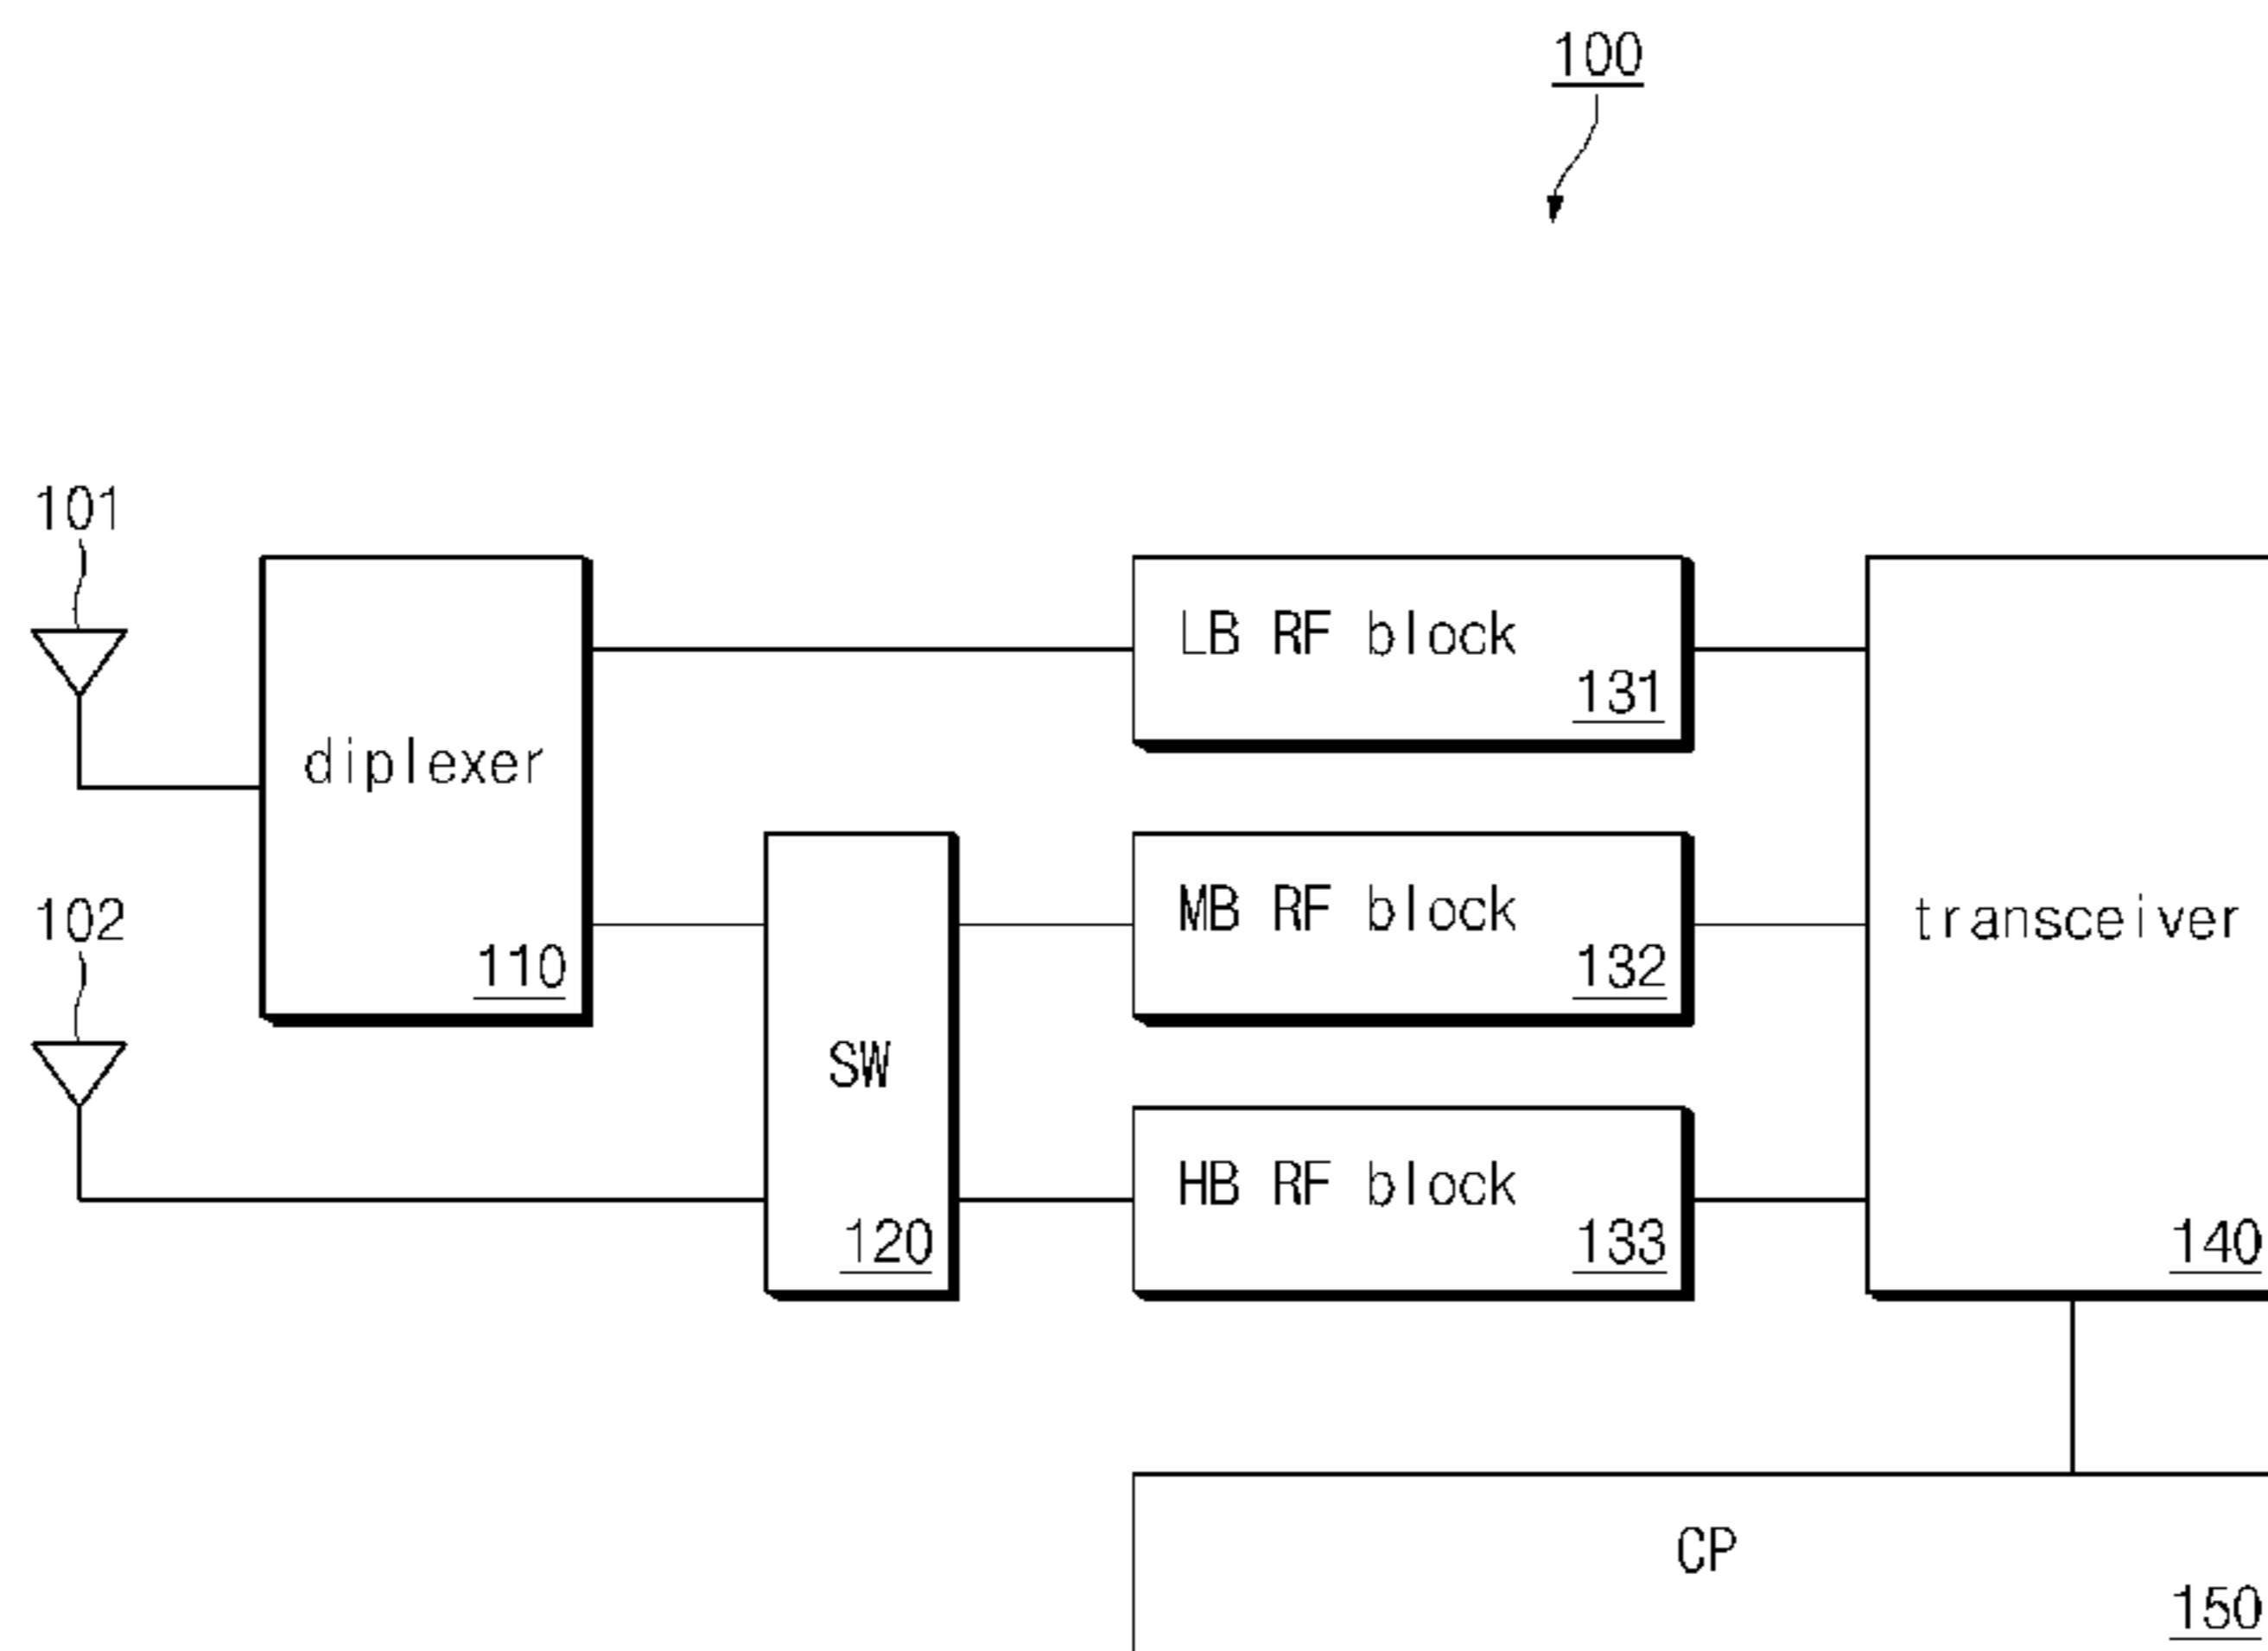 100
101
LB RF block
131
diplexer
102
110
MB RF block
132
transceiver
SW
120
HB RF block
133
140
CP
150